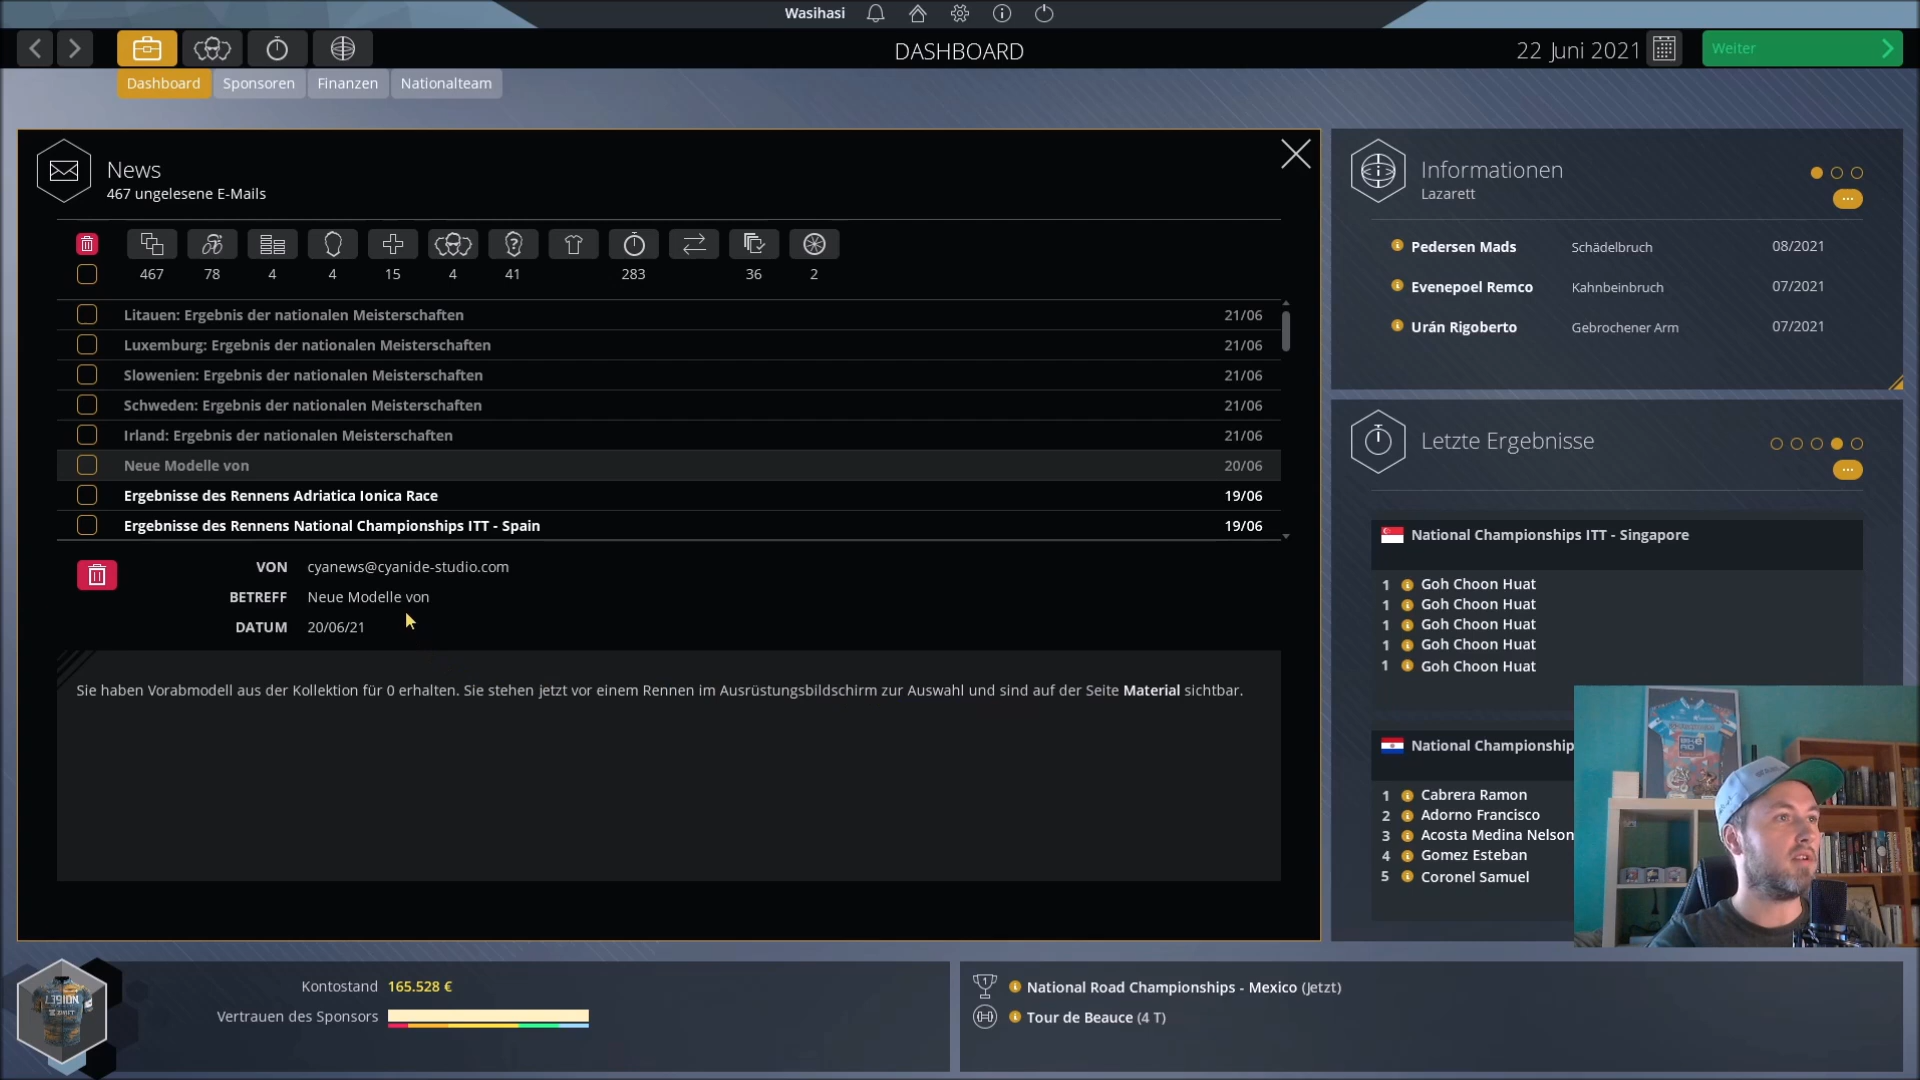 Wasihasi
DASHBOARD
22 Juni 2021
Weiter
Dashboard
Sponsoren
Finanzen
Nationalteam
News
467 ungelesene E-Mails
467
78
4
4
15
4
41
283
36
2
Litauen: Ergebnis der nationalen Meisterschaften 21/06
Luxemburg: Ergebnis der nationalen Meisterschaften 21/06
Slowenien: Ergebnis der nationalen Meisterschaften 21/06
Schweden: Ergebnis der nationalen Meisterschaften 21/06
Irland: Ergebnis der nationalen Meisterschaften 21/06
Neue Modelle von 20/06
Ergebnisse des Rennens Adriatica Ionica Race 19/06
Ergebnisse des Rennens National Championships ITT - Spain 19/06
VON cyanews@cyanide-studio.com
BETREFF Neue Modelle von
DATUM 20/06/21
Sie haben Vorabmodell aus der Kollektion für 0 erhalten. Sie stehen jetzt vor einem Rennen im Ausrüstungsbildschirm zur Auswahl und sind auf der Seite Material sichtbar.
Informationen
Lazarett
Pedersen Mads Schädelbruch 08/2021
Evenepoel Remco Kahnbeinbruch 07/2021
Urán Rigoberto Gebrochener Arm 07/2021
Letzte Ergebnisse
National Championships ITT - Singapore
1 Goh Choon Huat
1 Goh Choon Huat
1 Goh Choon Huat
1 Goh Choon Huat
1 Goh Choon Huat
National Championship
1 Cabrera Ramon
2 Adorno Francisco
3 Acosta Medina Nelson
4 Gomez Esteban
5 Coronel Samuel
Kontostand 165.528 €
Vertrauen des Sponsors
National Road Championships - Mexico (Jetzt)
Tour de Beauce (4 T)